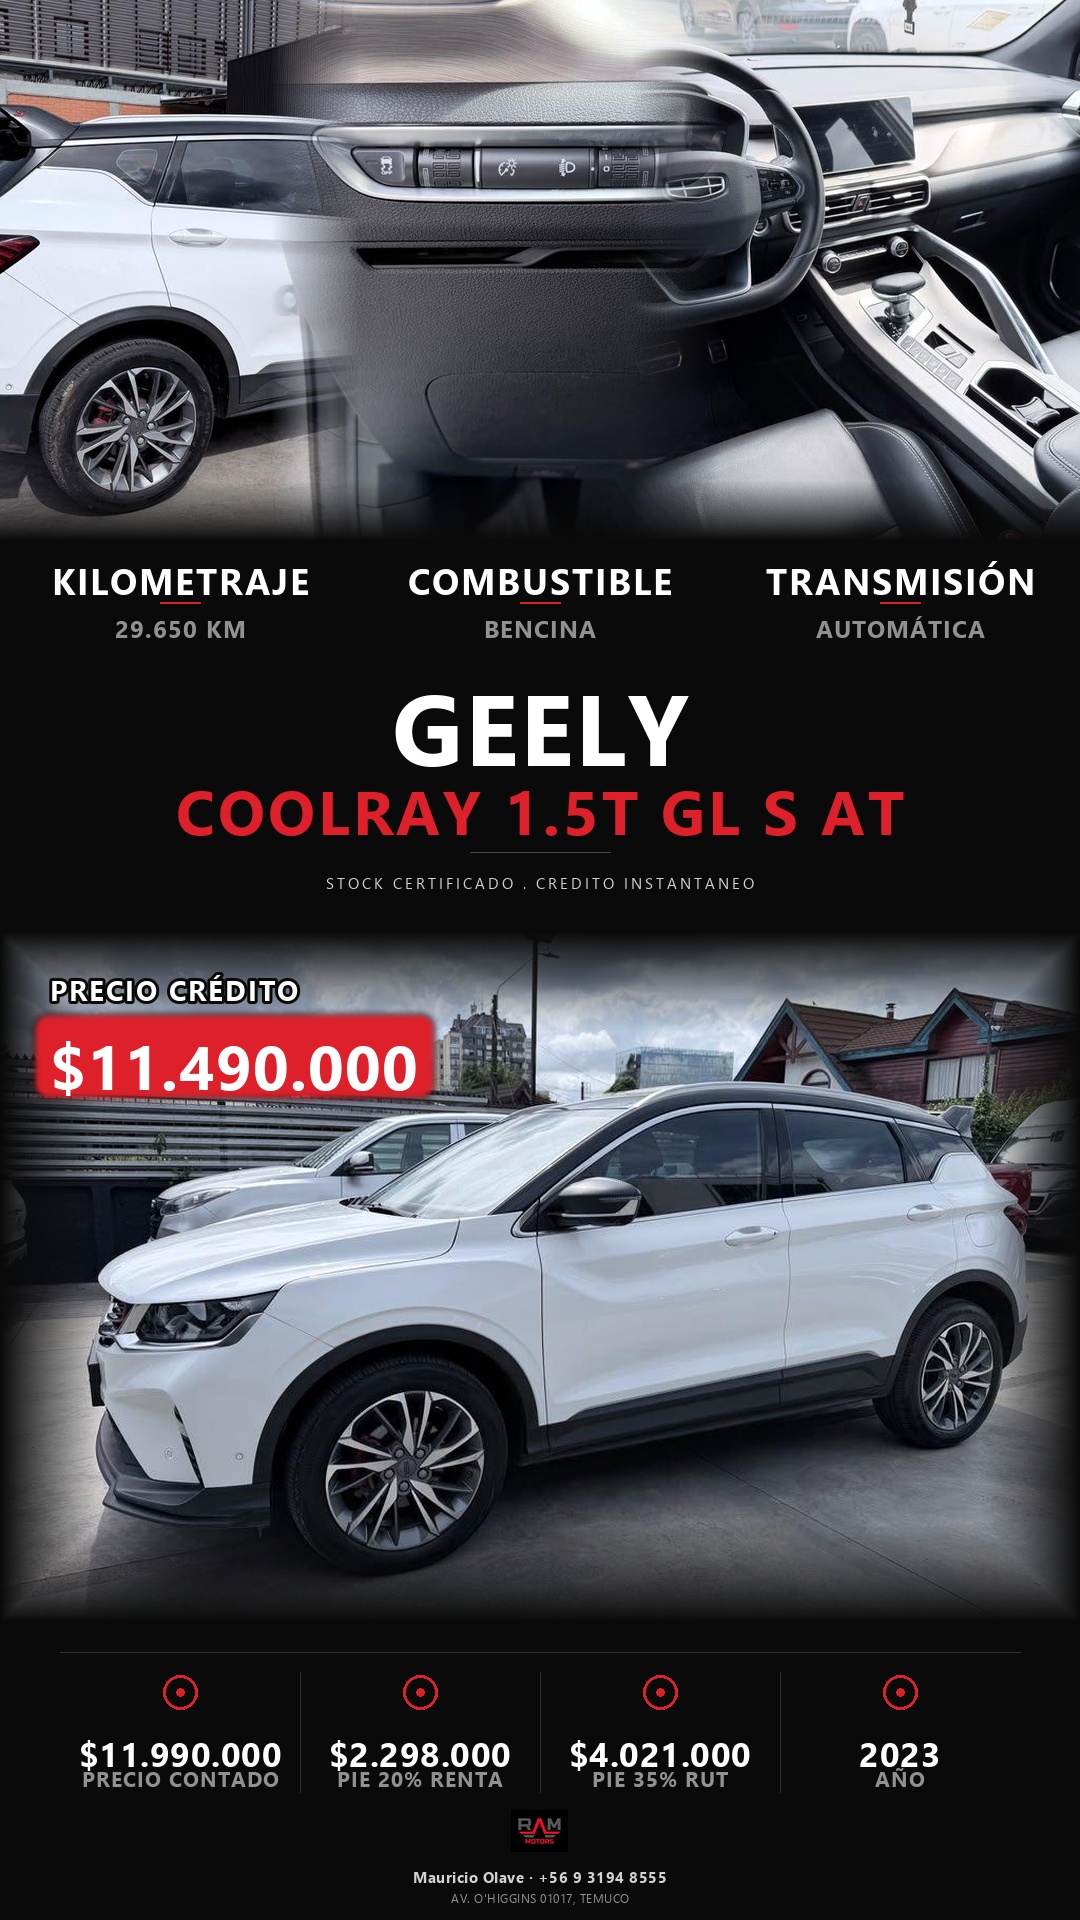 KILOMETRAJE
29.650 KM
COMBUSTIBLE
BENCINA
TRANSMISIÓN
AUTOMÁTICA
GEELY
COOLRAY 1.5T GL S AT
STOCK CERTIFICADO . CREDITO INSTANTANEO
PRECIO CRÉDITO
$11.490.000
$11.990.000
PRECIO CONTADO
$2.298.000
PIE 20% RENTA
$4.021.000
PIE 35% RUT
2023
AÑO
RAM
MOTORS
Mauricio Olave · +56 9 3194 8555
AV. O'HIGGINS 01017, TEMUCO